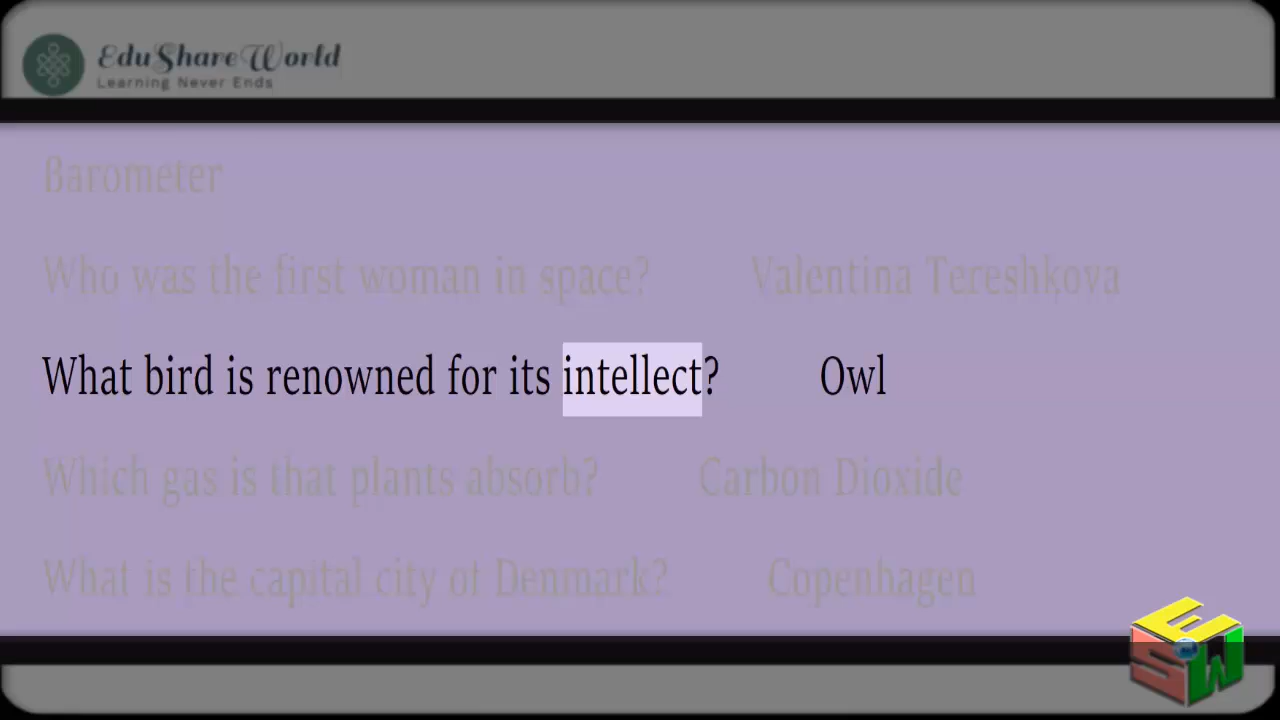 EduShareWorld
Learning Never Ends
Barometer
Who was the first woman in space? Valentina Tereshkova
What bird is renowned for its intellect? Owl
Which gas is that plants absorb? Carbon Dioxide
What is the capital city of Denmark? Copenhagen
ESW